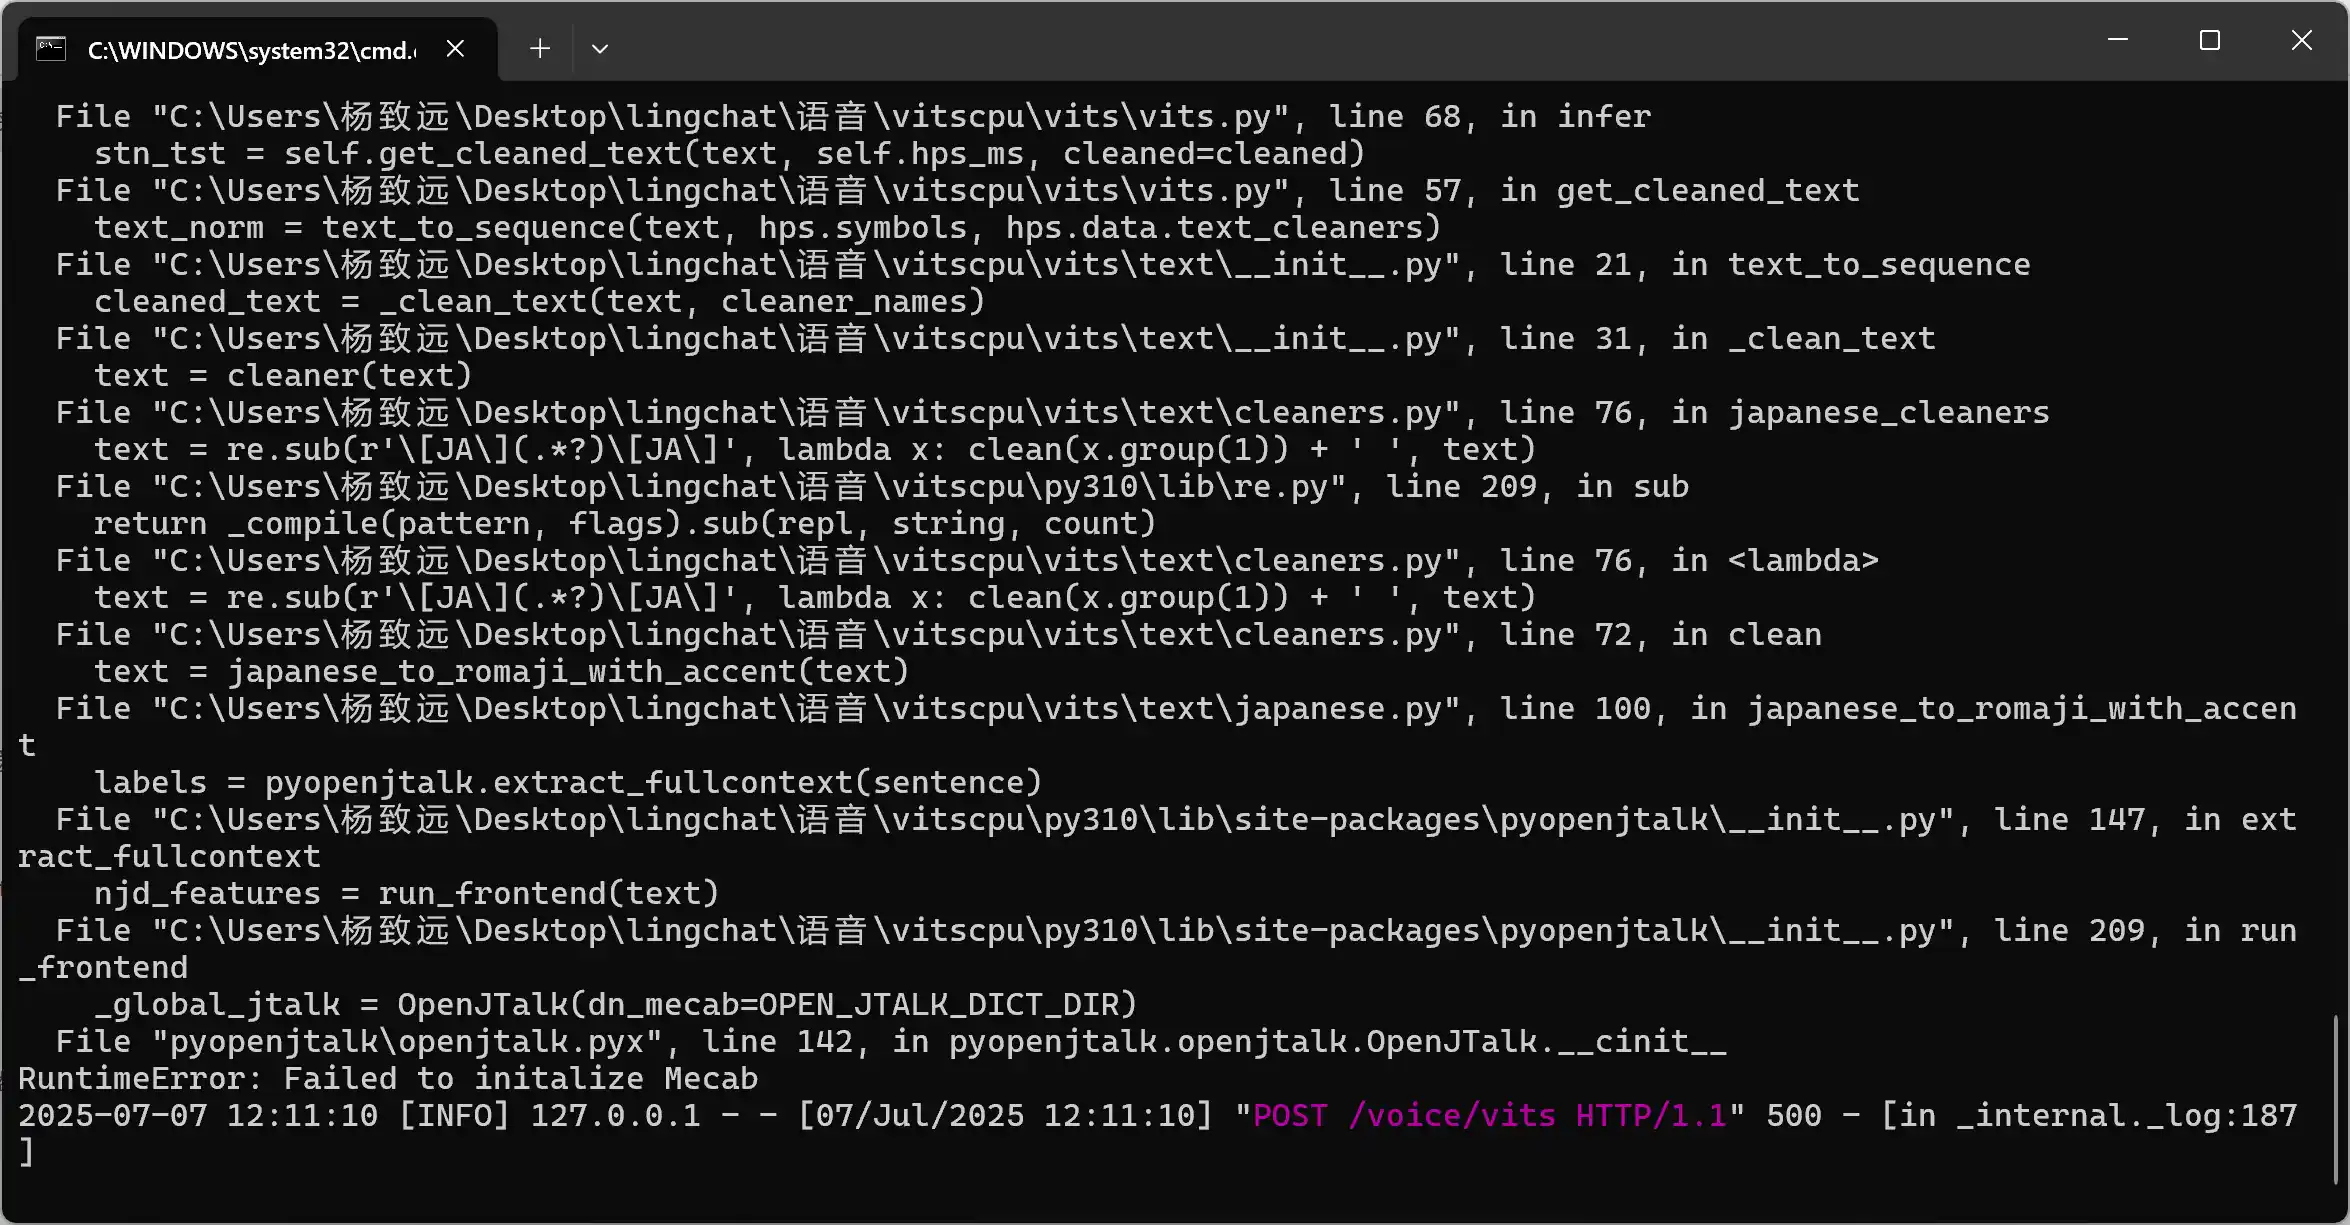 C:\WINDOWS\system32\cmd.
File "C:\Users\杨致远\Desktop\lingchat\语音\vitscpu\vits\vits.py", line 68, in infer
stn_tst = self.get_cleaned_text(text, self.hps_ms, cleaned=cleaned)
File "C:\Users\杨致远\Desktop\lingchat\语音\vitscpu\vits\vits.py", line 57, in get_cleaned_text
text_norm = text_to_sequence(text, hps.symbols, hps.data.text_cleaners)
File "C:\Users\杨致远\Desktop\lingchat\语音\vitscpu\vits\text\__init__.py", line 21, in text_to_sequence
cleaned_text = _clean_text(text, cleaner_names)
File "C:\Users\杨致远\Desktop\lingchat\语音\vitscpu\vits\text\__init__.py", line 31, in _clean_text
text = cleaner(text)
File "C:\Users\杨致远\Desktop\lingchat\语音\vitscpu\vits\text\cleaners.py", line 76, in japanese_cleaners
text = re.sub(r'\[JA\](.*?)\[JA\]', lambda x: clean(x.group(1)) + ' ', text)
File "C:\Users\杨致远\Desktop\lingchat\语音\vitscpu\py310\lib\re.py", line 209, in sub
return _compile(pattern, flags).sub(repl, string, count)
File "C:\Users\杨致远\Desktop\lingchat\语音\vitscpu\vits\text\cleaners.py", line 76, in <lambda>
text = re.sub(r'\[JA\](.*?)\[JA\]', lambda x: clean(x.group(1)) + ' ', text)
File "C:\Users\杨致远\Desktop\lingchat\语音\vitscpu\vits\text\cleaners.py", line 72, in clean
text = japanese_to_romaji_with_accent(text)
File "C:\Users\杨致远\Desktop\lingchat\语音\vitscpu\vits\text\japanese.py", line 100, in japanese_to_romaji_with_accen
t
labels = pyopenjtalk.extract_fullcontext(sentence)
File "C:\Users\杨致远\Desktop\lingchat\语音\vitscpu\py310\lib\site-packages\pyopenjtalk\__init__.py", line 147, in ext
ract_fullcontext
njd_features = run_frontend(text)
File "C:\Users\杨致远\Desktop\lingchat\语音\vitscpu\py310\lib\site-packages\pyopenjtalk\__init__.py", line 209, in run
_frontend
_global_jtalk = OpenJTalk(dn_mecab=OPEN_JTALK_DICT_DIR)
File "pyopenjtalk\openjtalk.pyx", line 142, in pyopenjtalk.openjtalk.OpenJTalk.__cinit__
RuntimeError: Failed to initalize Mecab
2025-07-07 12:11:10 [INFO] 127.0.0.1 - - [07/Jul/2025 12:11:10] "POST /voice/vits HTTP/1.1" 500 - [in _internal._log:187
]